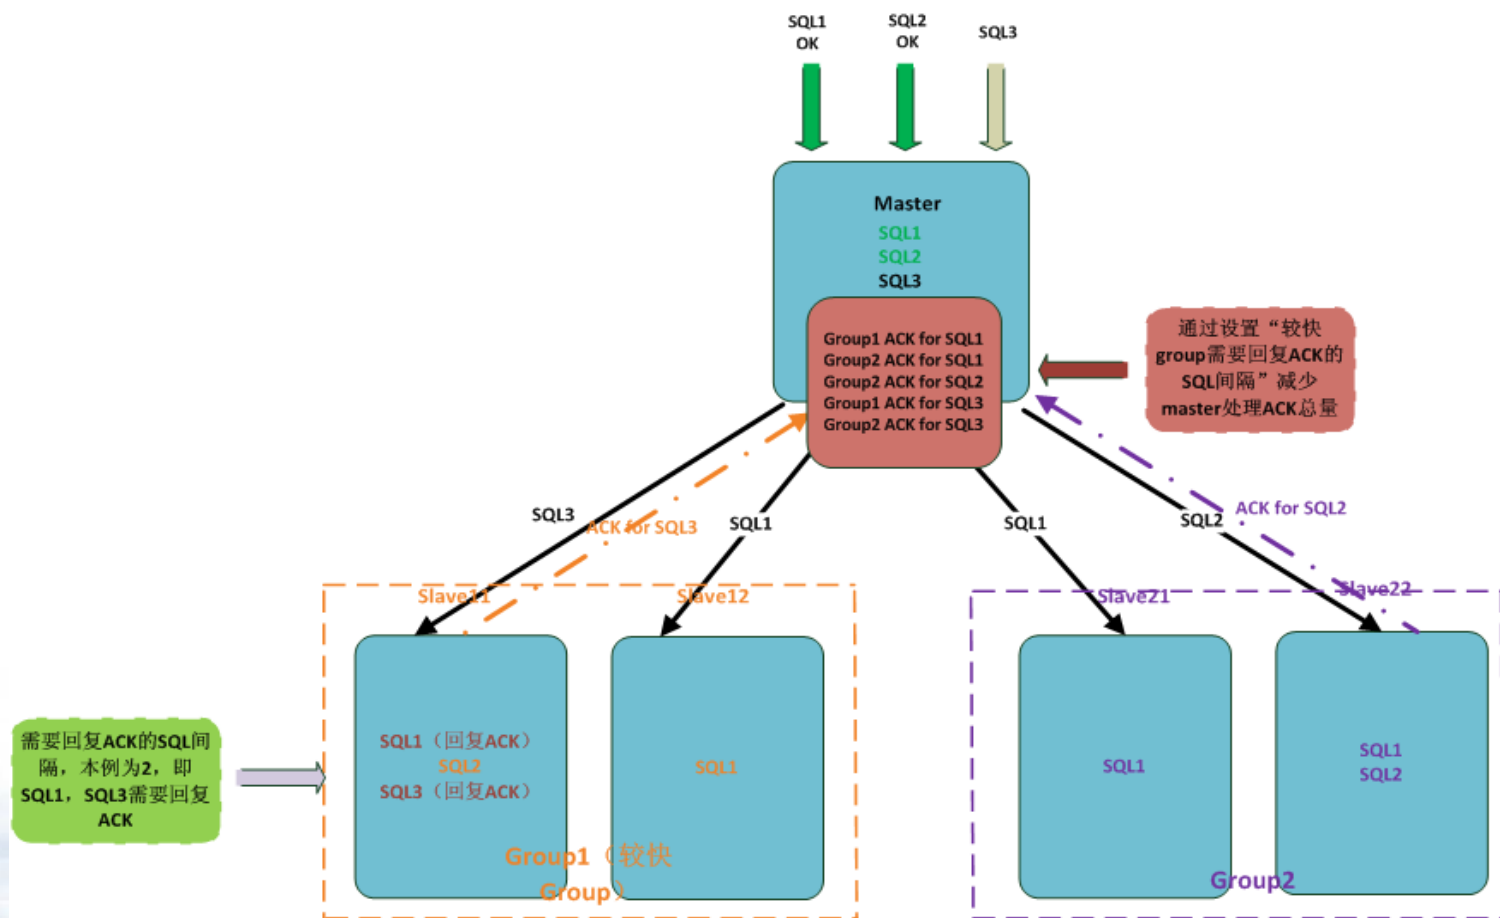 SQL1
OK
SQL2
OK
SQL3
Master
SQL1
SQL2
SQL3
Group1 ACK for SQL1
Group2 ACK for SQL1
Group2 ACK for SQL2
Group1 ACK for SQL3
Group2 ACK for SQL3
通过设置“较快
group需要回复ACK的
SQL间隔”减少
master处理ACK总量
SQL3
ACK for SQL3
SQL1
SQL1
SQL2
ACK for SQL2
Slave11
Slave12
Slave21
Slave22
需要回复ACK的SQL间
隔，本例为2，即
SQL1，SQL3需要回复
ACK
SQL1（回复ACK）
SQL2
SQL3（回复ACK）
SQL1
SQL1
SQL1
SQL2
Group1（较快
Group）
Group2